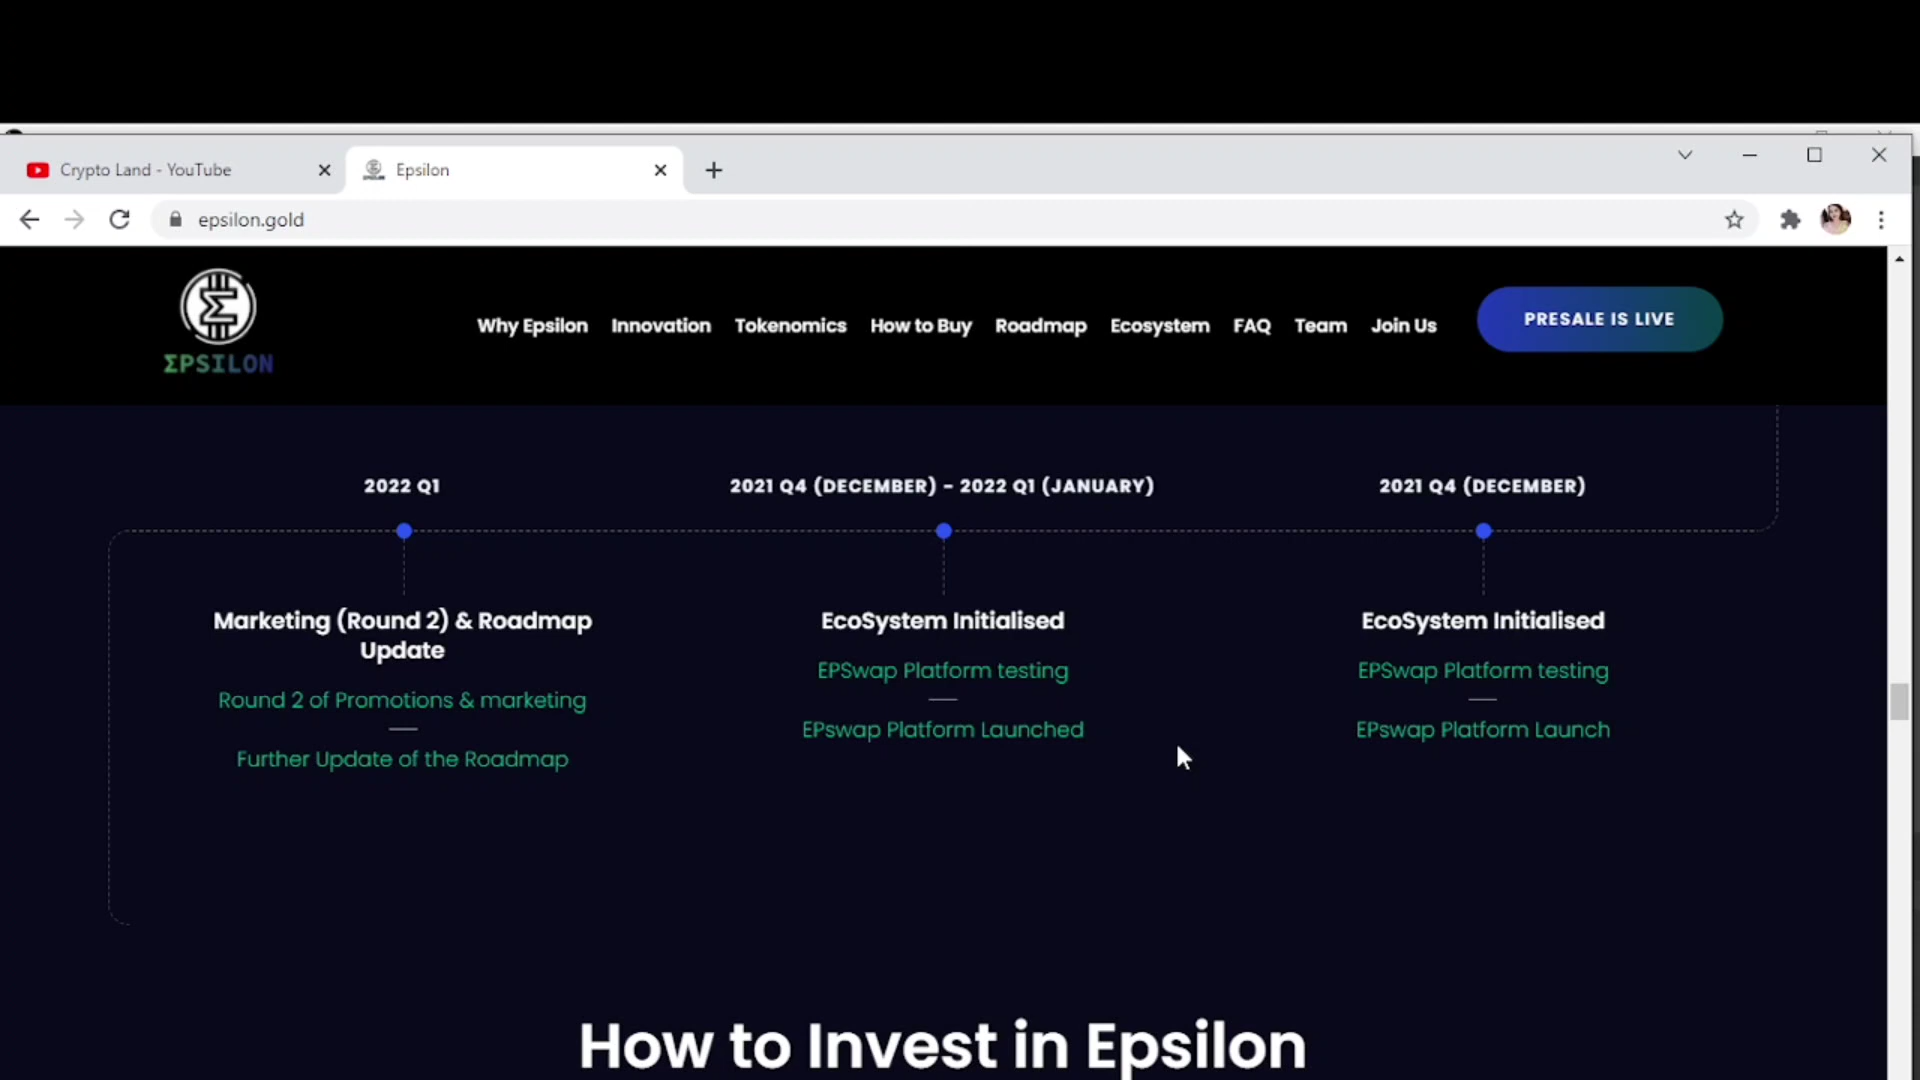 Crypto Land - YouTube
Epsilon
epsilon.gold
ΣPSILON
Why Epsilon
Innovation
Tokenomics
How to Buy
Roadmap
Ecosystem
FAQ
Team
Join Us
PRESALE IS LIVE
2022 Q1
2021 Q4 (DECEMBER) - 2022 Q1 (JANUARY)
2021 Q4 (DECEMBER)
Marketing (Round 2) & Roadmap
Update
Round 2 of Promotions & marketing
Further Update of the Roadmap
EcoSystem Initialised
EPSwap Platform testing
EPswap Platform Launched
EcoSystem Initialised
EPSwap Platform testing
EPswap Platform Launch
How to Invest in Epsilon